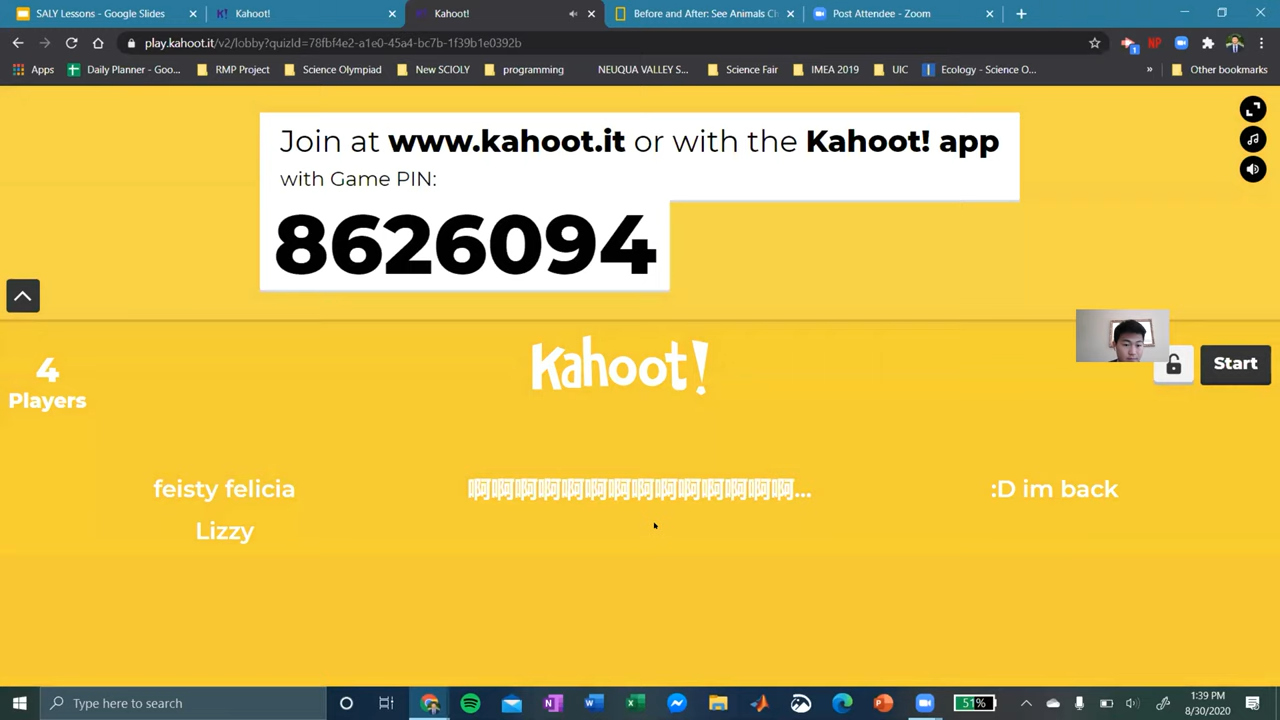 SALY Lessons - Google Slides
Kahoot!
Kahoot!
Before and After: See Animals Ch
Post Attendee - Zoom
play.kahoot.it/v2/lobby?quizId=78fbf4e2-a1e0-45a4-bc7b-1f39b1e0392b
Apps
Daily Planner - Goo...
RMP Project
Science Olympiad
New SCIOLY
programming
NEUQUA VALLEY S...
Science Fair
IMEA 2019
UIC
Ecology - Science O...
»
Other bookmarks
Join at www.kahoot.it or with the Kahoot! app
with Game PIN:
8626094
4
Players
Kahoot!
Start
feisty felicia
啊啊啊啊啊啊啊啊啊啊啊啊啊啊...
:D im back
Lizzy
Type here to search
51%
1:39 PM
8/30/2020